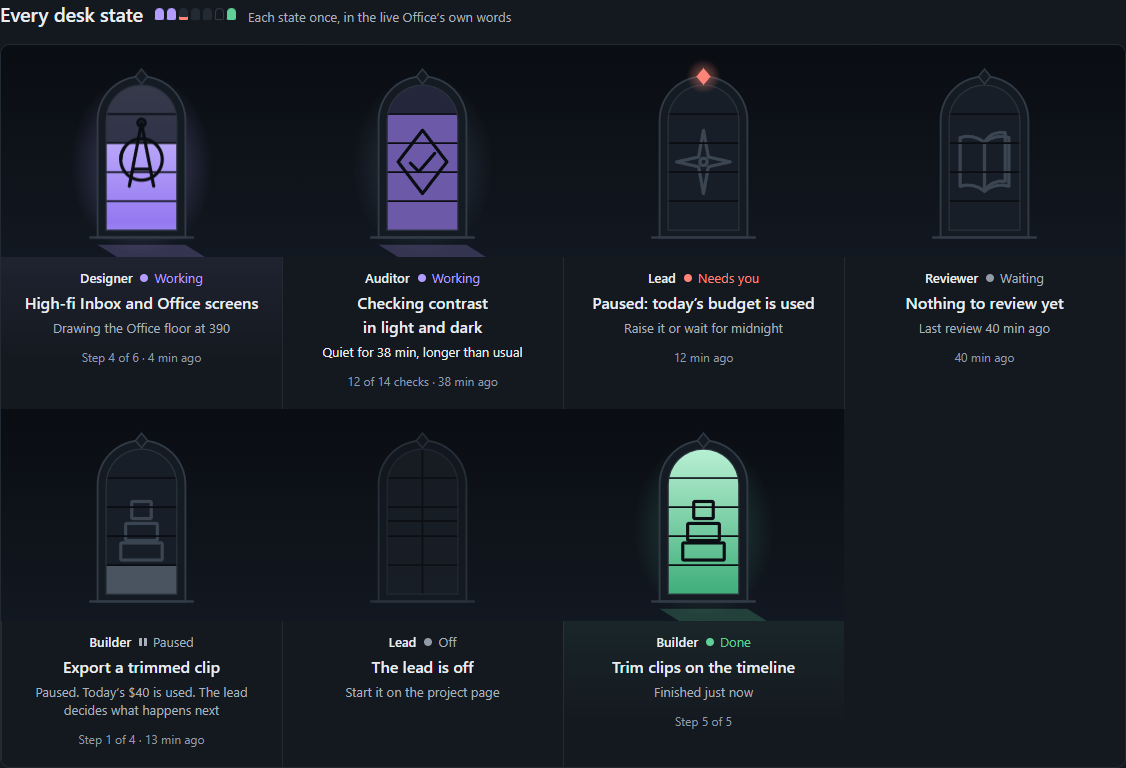 Every desk state Each state once, in the live Office's own words
Designer Working
High-fi Inbox and Office screens
Drawing the Office floor at 390
Step 4 of 6 · 4 min ago
Auditor Working
Checking contrast
in light and dark
Quiet for 38 min, longer than usual
12 of 14 checks · 38 min ago
Lead Needs you
Paused: today's budget is used
Raise it or wait for midnight
12 min ago
Reviewer Waiting
Nothing to review yet
Last review 40 min ago
40 min ago
Builder Paused
Export a trimmed clip
Paused. Today's $40 is used. The lead
decides what happens next
Step 1 of 4 · 13 min ago
Lead Off
The lead is off
Start it on the project page
Builder Done
Trim clips on the timeline
Finished just now
Step 5 of 5